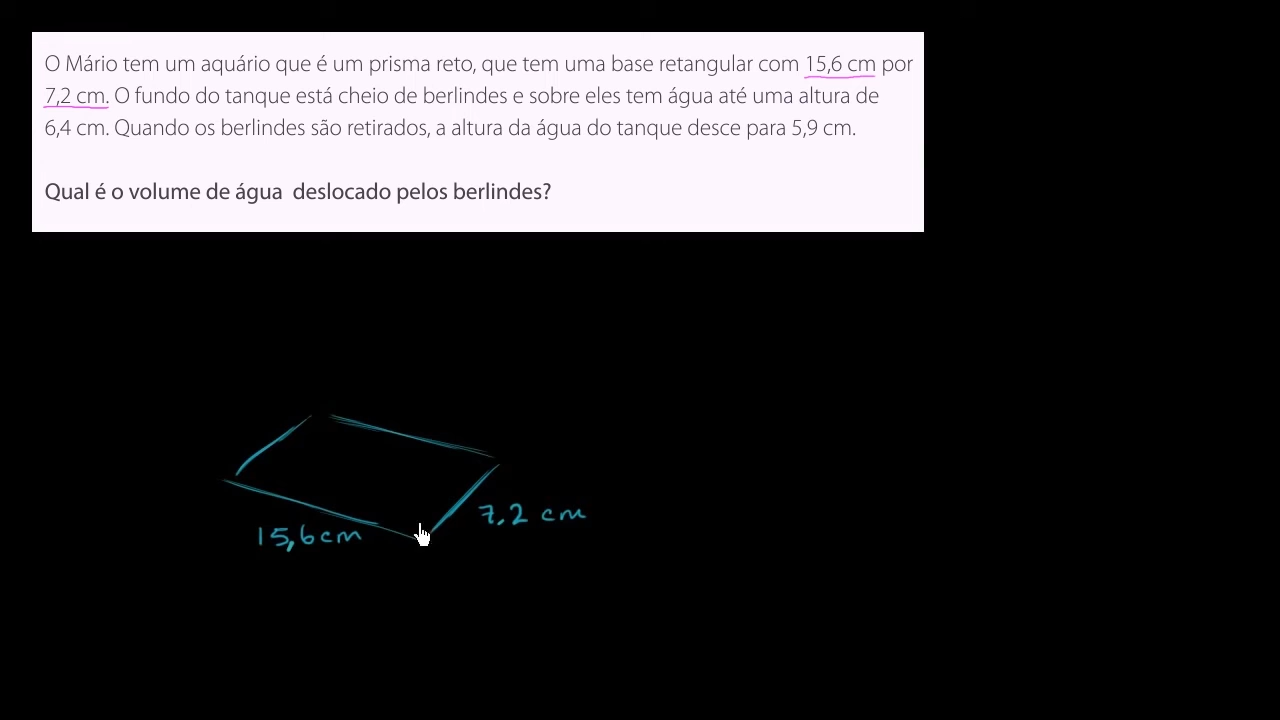 O Mário tem um aquário que é um prisma reto, que tem uma base retangular com 15,6 cm por
7,2 cm. O fundo do tanque está cheio de berlindes e sobre eles tem água até uma altura de
6,4 cm. Quando os berlindes são retirados, a altura da água do tanque desce para 5,9 cm.
Qual é o volume de água  deslocado pelos berlindes?
7.2 cm
15,6cm